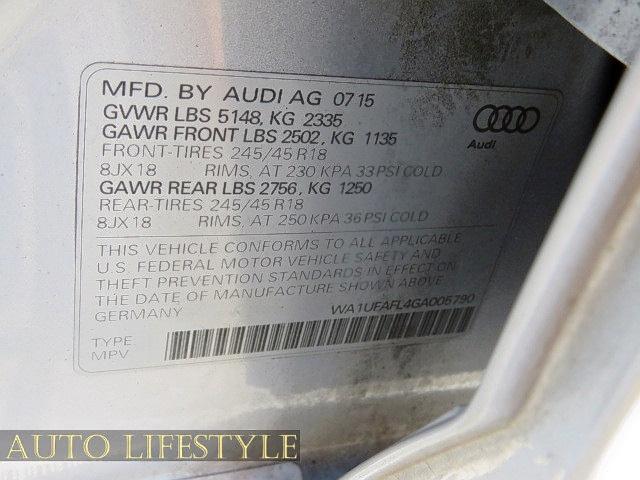 MFD. BY AUDI AG 07 15
GVWR LBS 5148, KG 2335
GAWR FRONT LBS 2502, KG 1135
FRONT-TIRES 245/45 R18
8JX18 RIMS, AT 230 KPA 33 PSI COLD
GAWR REAR LBS 2756, KG 1250
REAR-TIRES 245/45 R18
8JX18 RIMS, AT 250 KPA 36 PSI COLD
Audi
THIS VEHICLE CONFORMS TO ALL APPLICABLE
U.S. FEDERAL MOTOR VEHICLE SAFETY AND
THEFT PREVENTION STANDARDS IN EFFECT ON
THE DATE OF MANUFACTURE SHOWN ABOVE
GERMANY
WA1UFAFL4GA005790
TYPE
MPV
AUTO LIFESTYLE